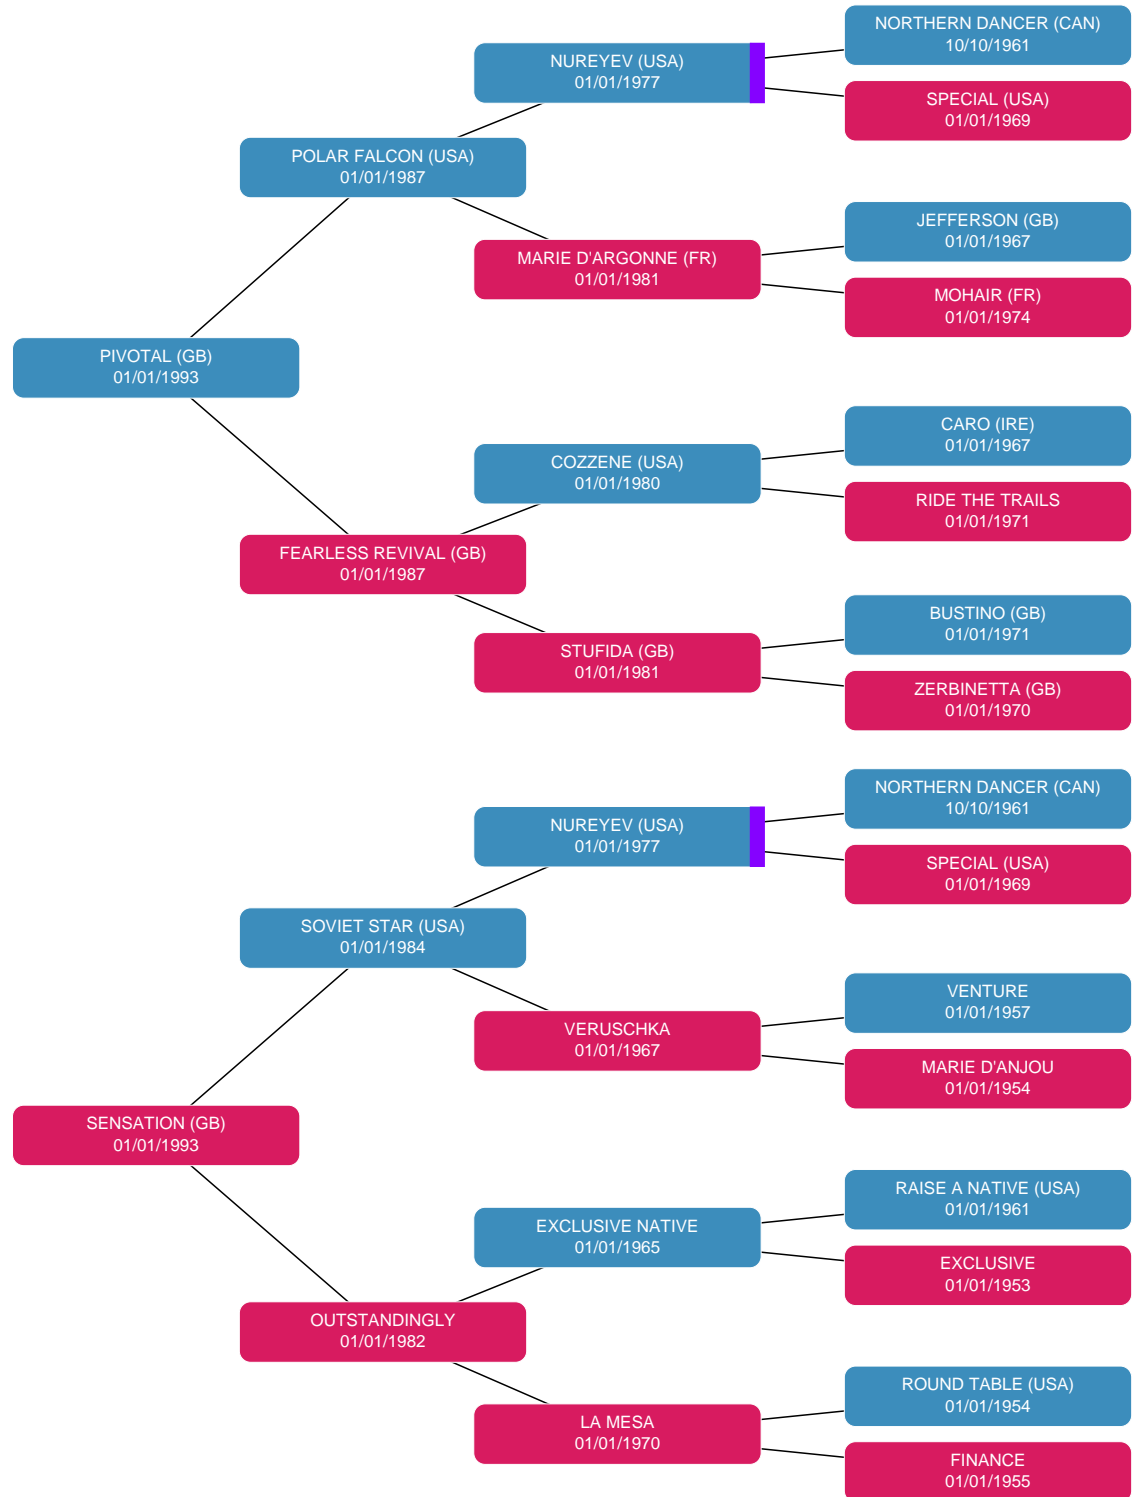 NORTHERN DANCER (CAN)
10/10/1961
NUREYEV (USA)
01/01/1977
SPECIAL (USA)
01/01/1969
POLAR FALCON (USA)
01/01/1987
JEFFERSON (GB)
01/01/1967
MARIE D'ARGONNE (FR)
01/01/1981
MOHAIR (FR)
01/01/1974
PIVOTAL (GB)
01/01/1993
CARO (IRE)
01/01/1967
COZZENE (USA)
01/01/1980
RIDE THE TRAILS
01/01/1971
FEARLESS REVIVAL (GB)
01/01/1987
BUSTINO (GB)
01/01/1971
STUFIDA (GB)
01/01/1981
ZERBINETTA (GB)
01/01/1970
NORTHERN DANCER (CAN)
10/10/1961
NUREYEV (USA)
01/01/1977
SPECIAL (USA)
01/01/1969
SOVIET STAR (USA)
01/01/1984
VENTURE
01/01/1957
VERUSCHKA
01/01/1967
MARIE D'ANJOU
01/01/1954
SENSATION (GB)
01/01/1993
RAISE A NATIVE (USA)
01/01/1961
EXCLUSIVE NATIVE
01/01/1965
EXCLUSIVE
01/01/1953
OUTSTANDINGLY
01/01/1982
ROUND TABLE (USA)
01/01/1954
LA MESA
01/01/1970
FINANCE
01/01/1955